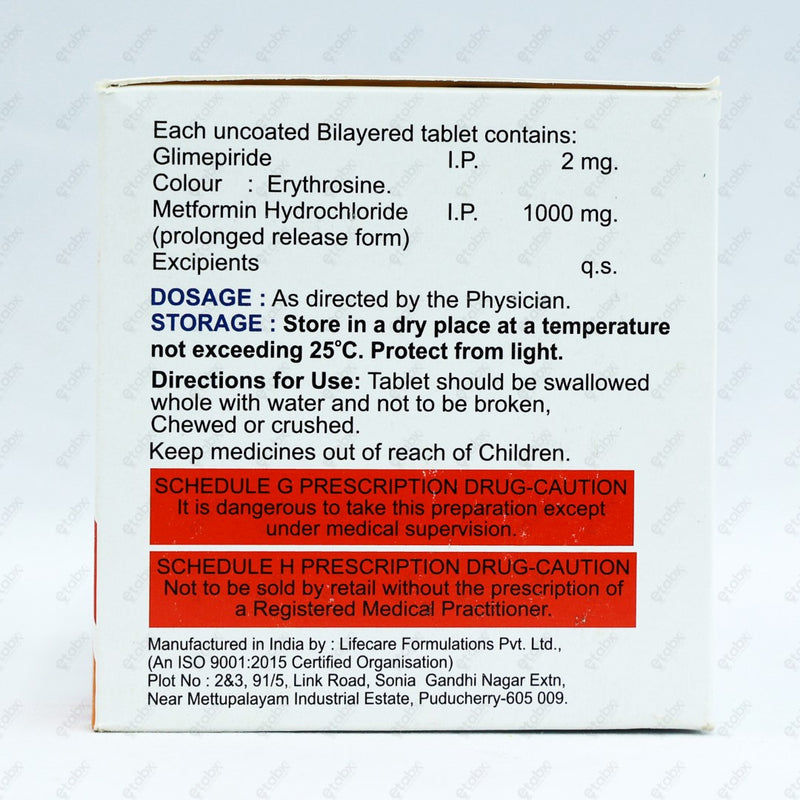 Each uncoated Bilayered tablet contains:
Glimepiride I.P. 2 mg.
Colour : Erythrosine.
Metformin Hydrochloride I.P. 1000 mg.
(prolonged release form)
Excipients q.s.
DOSAGE : As directed by the Physician.
STORAGE : Store in a dry place at a temperature
not exceeding 25°C. Protect from light.
Directions for Use: Tablet should be swallowed
whole with water and not to be broken,
Chewed or crushed.
Keep medicines out of reach of Children.
SCHEDULE G PRESCRIPTION DRUG-CAUTION
It is dangerous to take this preparation except
under medical supervision.
SCHEDULE H PRESCRIPTION DRUG-CAUTION
Not to be sold by retail without the prescription of
a Registered Medical Practitioner.
Manufactured in India by : Lifecare Formulations Pvt. Ltd.,
(An ISO 9001:2015 Certified Organisation)
Plot No : 2&3, 91/5, Link Road, Sonia Gandhi Nagar Extn,
Near Mettupalayam Industrial Estate, Puducherry-605 009.